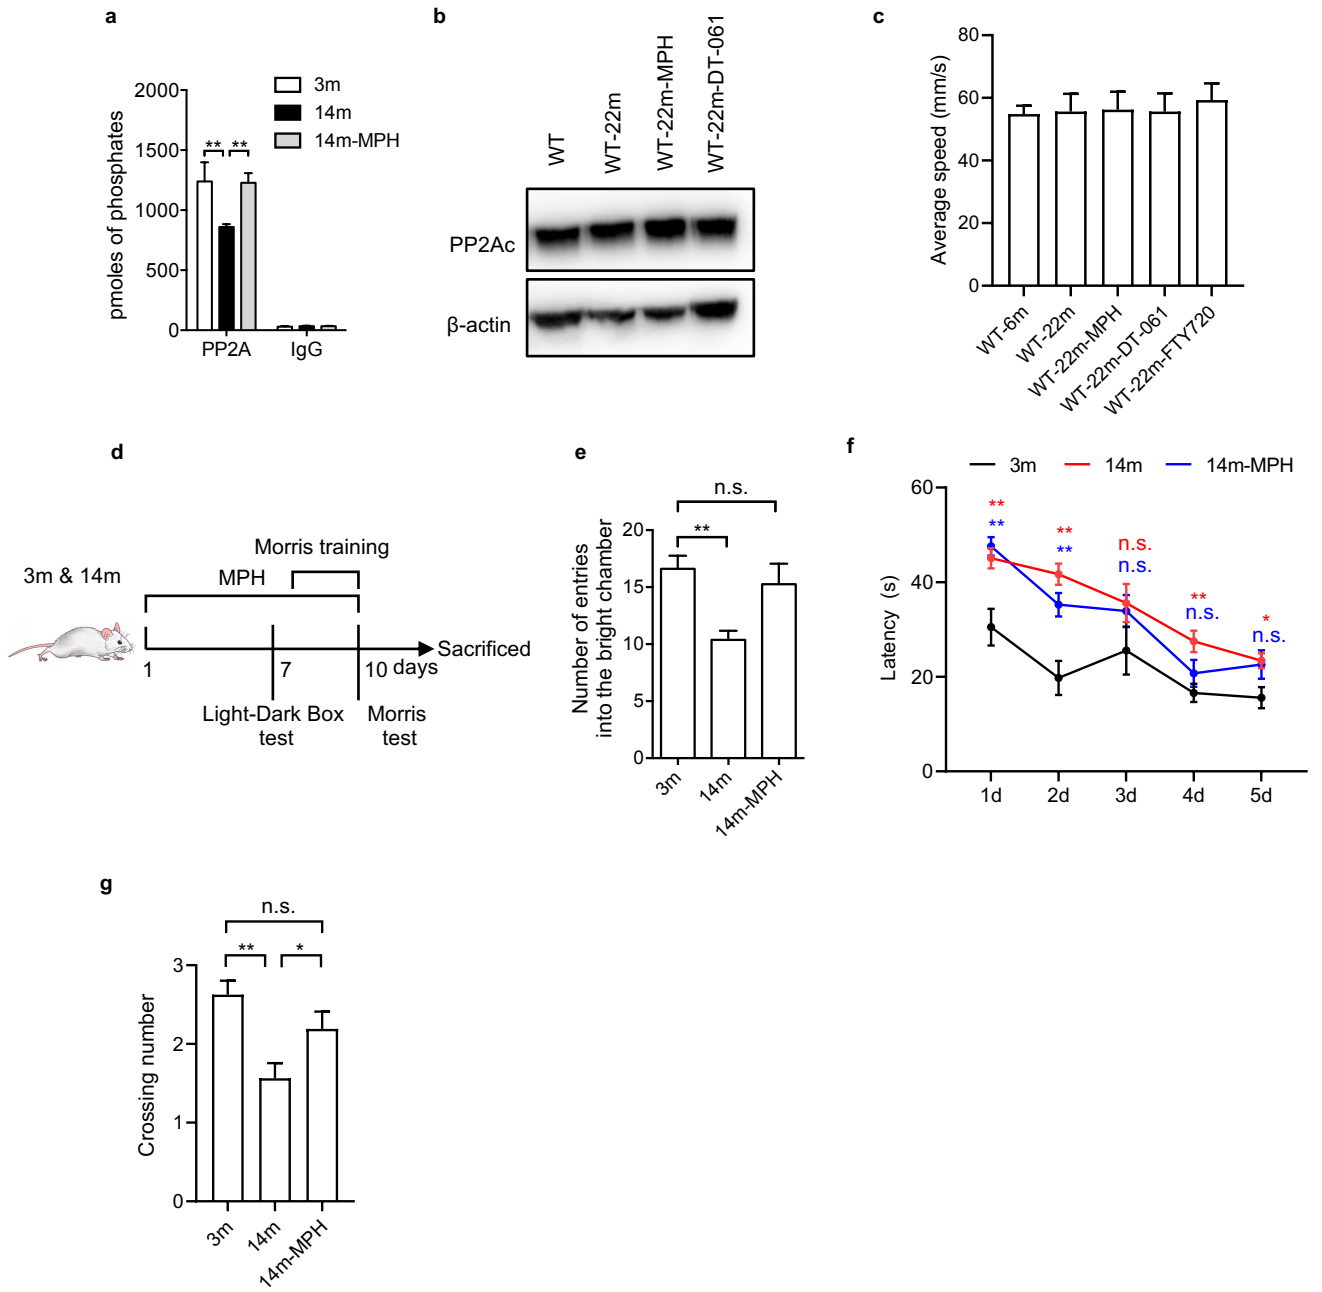 a
pmoles of phosphates
2000
1500
1000
500
0
** **
3m
14m
14m-MPH
PP2A IgG
b
WT
WT-22m
WT-22m-MPH
WT-22m-DT-061
PP2Ac
β-actin
c
Average speed (mm/s)
80
60
40
20
0
WT-6m
WT-22m
WT-22m-MPH
WT-22m-DT-061
WT-22m-FTY720
d
3m & 14m
Morris training
MPH
1
7
10 days
Sacrificed
Light-Dark Box
test
Morris
test
e
Number of entries
into the bright chamber
20
15
10
5
0
n.s.
**
3m
14m
14m-MPH
f
3m 14m 14m-MPH
Latency (s)
60
40
20
0
**
**
**
**
n.s.
n.s.
**
n.s.
*
n.s.
1d 2d 3d 4d 5d
g
Crossing number
3
2
1
0
n.s.
** *
3m
14m
14m-MPH